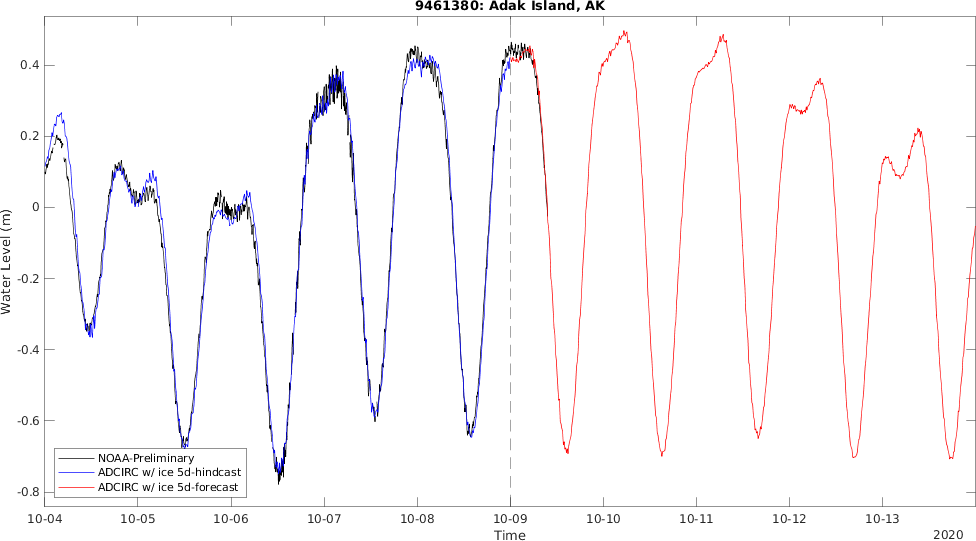 9461380: Adak Island, AK
Water Level (m)
0.4
0.2
0
-0.2
-0.4
-0.6
-0.8
NOAA-Preliminary
ADCIRC w/ ice 5d-hindcast
ADCIRC w/ ice 5d-forecast
10-04 10-05 10-06 10-07 10-08 10-09 10-10 10-11 10-12 10-13
Time
2020